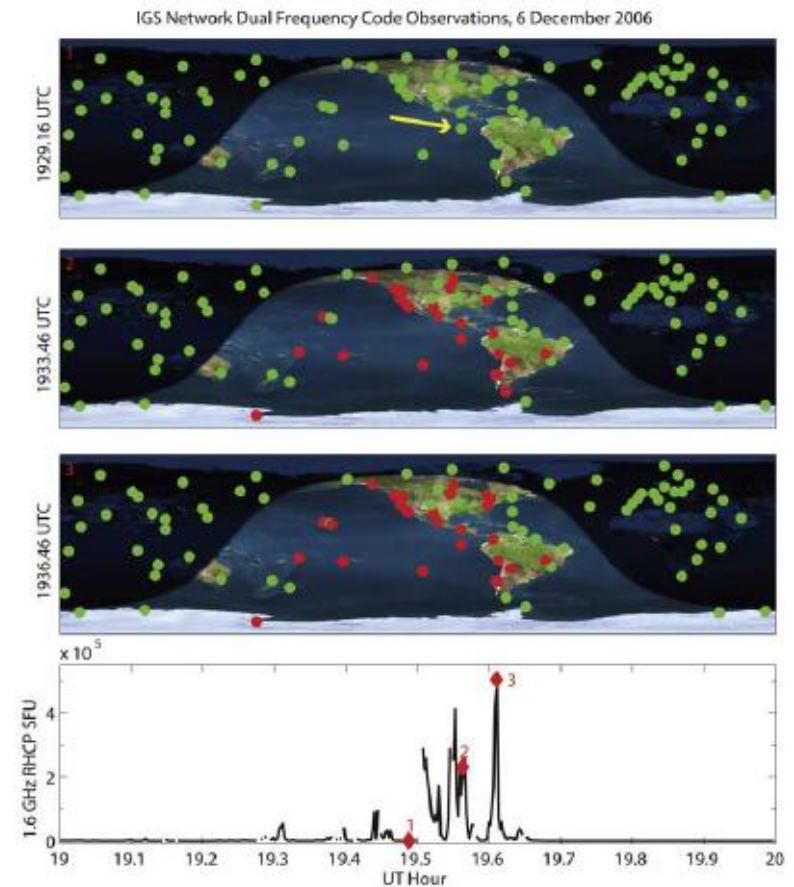 IGS Network Dual Frequency Code Observations, 6 December 2006
1
1929.16 UTC
2
1933.46 UTC
3
1936.46 UTC
x 10 5
1.6 GHz RHCP SFU
4
2
0
1
2
3
19 19.1 19.2 19.3 19.4 19.5 19.6 19.7 19.8 19.9 20
UT Hour